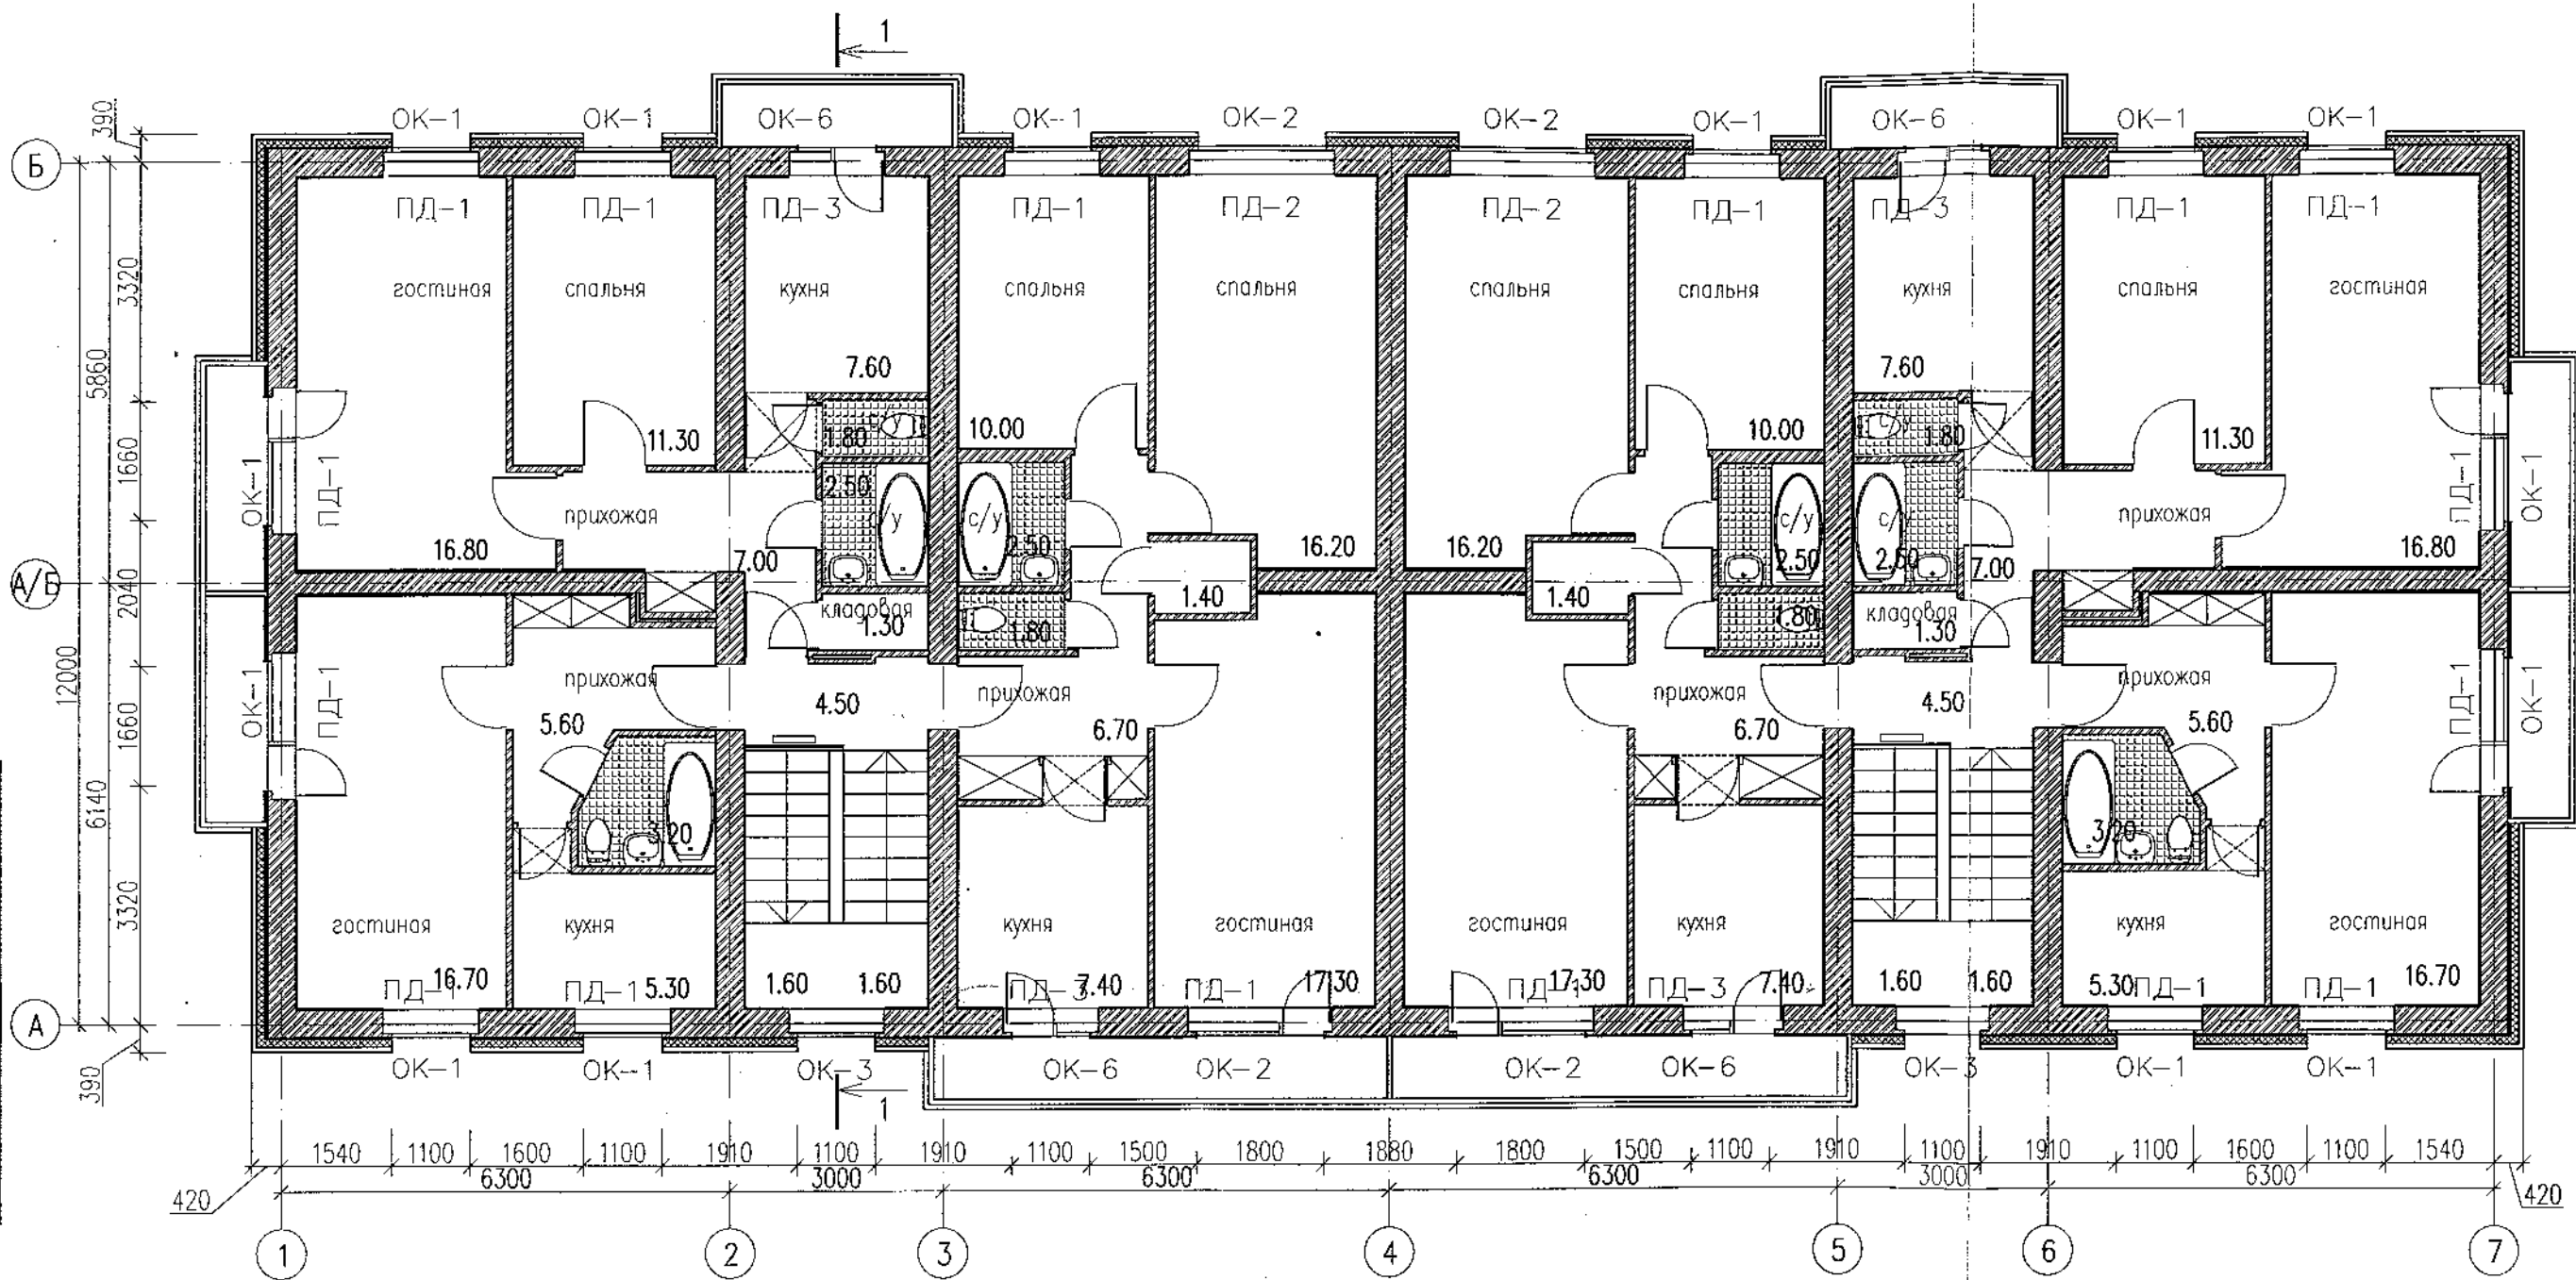 1
390
ОК-1 ОК-1 ОК-6 ОК-1 ОК-2 ОК-2 ОК-1 ОК-6 ОК-1 ОК-1
Б
ПД-1 ПД-1 ПД-3 ПД-1 ПД-2 ПД-2 ПД-1 ПД-3 ПД-1 ПД-1
3320
гостиная спальня кухня спальня спальня спальня спальня кухня спальня гостиная
5860
7.60 7.60
11.30 1.80 с/у 10.00 10.00 с/у 1.80 11.30
1660
ОК-1 ПД-1 2.50 ПД-1 ОК-1
прихожая с/у с/у с/у с/у прихожая
16.80 7.00 2.50 16.20 16.20 2.50 2.50 7.00 16.80
А/Б
2040
1.40 1.40
кладовая кладовая
1.30 1.80 1.80 1.30
12000
ОК-1 ПД-1 прихожая прихожая прихожая прихожая ПД-1 ОК-1
1660
5.60 4.50 6.70 6.70 4.50 5.60
6140
3.20 3.20
3320
гостиная кухня кухня гостиная гостиная кухня кухня гостиная
16.70 5.30 1.60 1.60 7.40 17.30 17.30 7.40 1.60 1.60 5.30 16.70
ПД-1 ПД-1 ПД-3 ПД-1 ПД-1 ПД-3 ПД-1 ПД-1
А
390
ОК-1 ОК-1 ОК-3 ОК-6 ОК-2 ОК-2 ОК-6 ОК-3 ОК-1 ОК-1
1
1540 1100 1600 1100 1910 1100 1910 1100 1500 1800 1880 1800 1500 1100 1910 1100 1910 1100 1600 1100 1540
420 6300 3000 6300 6300 3000 6300 420
1 2 3 4 5 6 7